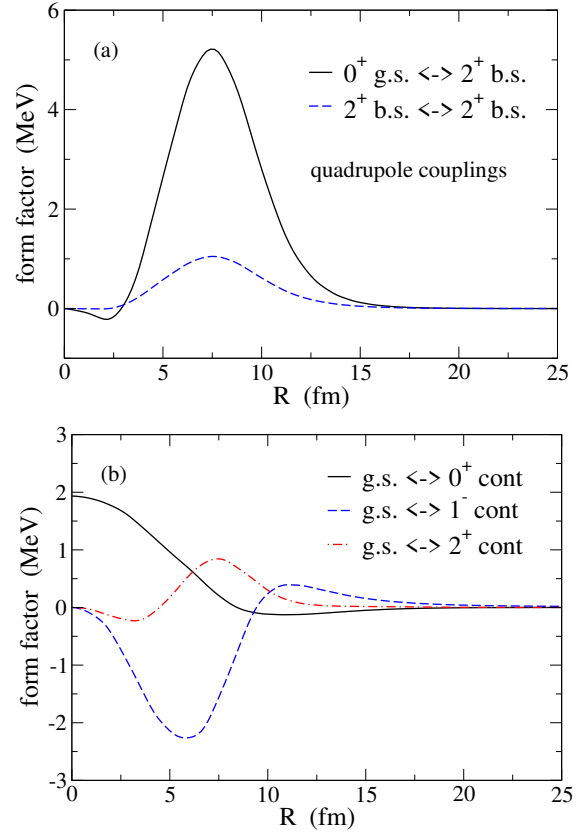 6
(a)
0⁺ g.s. <-> 2⁺ b.s.
2⁺ b.s. <-> 2⁺ b.s.
4
quadrupole couplings
2
0
form factor (MeV)
0 5 10 15 20 25
R (fm)
3
(b)
g.s. <-> 0⁺ cont
2
g.s. <-> 1⁻ cont
1
g.s. <-> 2⁺ cont
0
-1
-2
-3
form factor (MeV)
0 5 10 15 20 25
R (fm)